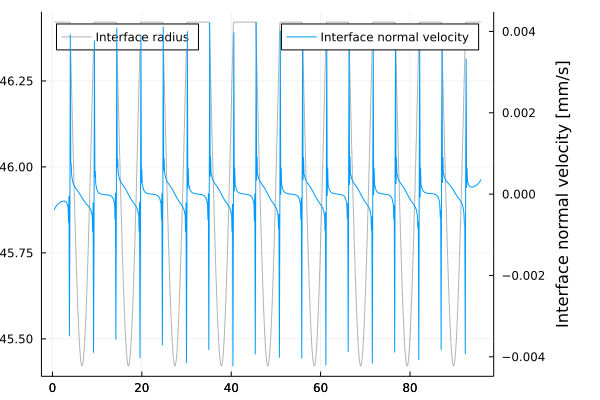 Interface radius
Interface normal velocity
46.25
46.00
45.75
45.50
0.004
0.002
0.000
−0.002
−0.004
Interface normal velocity [mm/s]
0 20 40 60 80